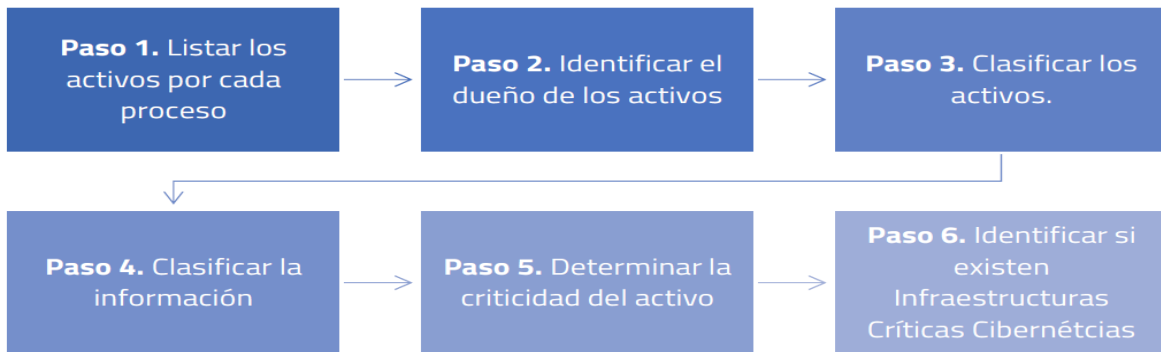 Paso 1. Listar los
activos por cada
proceso
Paso 2. Identificar el
dueño de los activos
Paso 3. Clasificar los
activos.
Paso 4. Clasificar la
información
Paso 5. Determinar la
criticidad del activo
Paso 6. Identificar si
existen
Infraestructuras
Críticas Cibernétcias